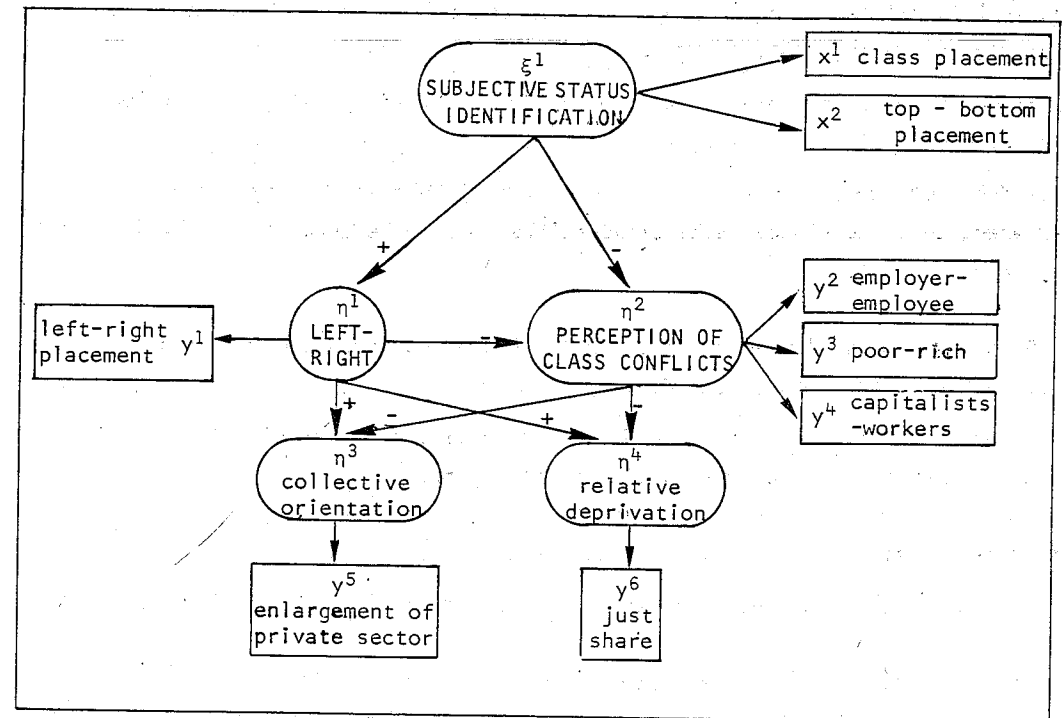 ξ¹
SUBJECTIVE STATUS
IDENTIFICATION
x¹ class placement
x² top - bottom
placement
+
-
η¹
LEFT-
RIGHT
left-right
placement y¹
-
η²
PERCEPTION OF
CLASS CONFLICTS
y² employer-
employee
y³ poor-rich
y⁴ capitalists
-workers
+
-
+
-
η³
collective
orientation
η⁴
relative
deprivation
y⁵
enlargement of
private sector
y⁶
just
share